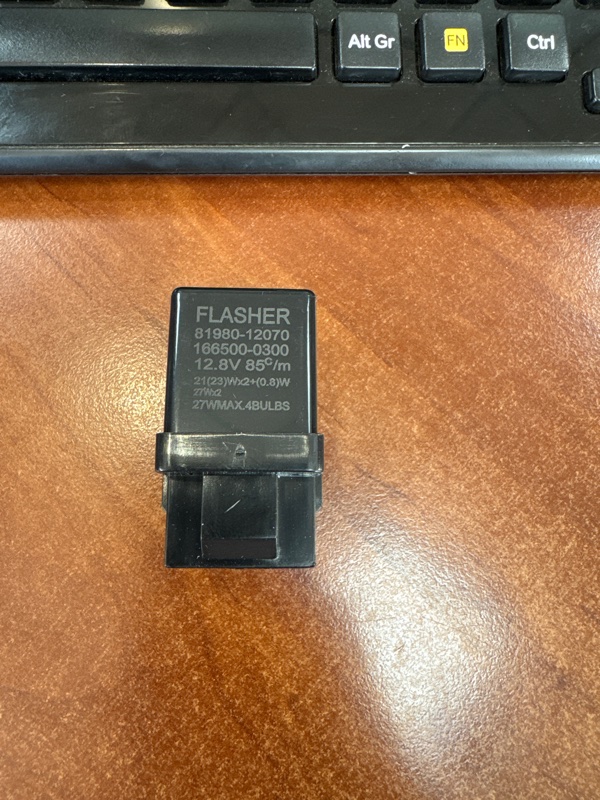 Alt Gr FN Ctrl
FLASHER
81980-12070
166500-0300
12.8V 85C/m
21(23)Wx2+(0.8)W
27Wx2
27WMAX.4BULBS
A